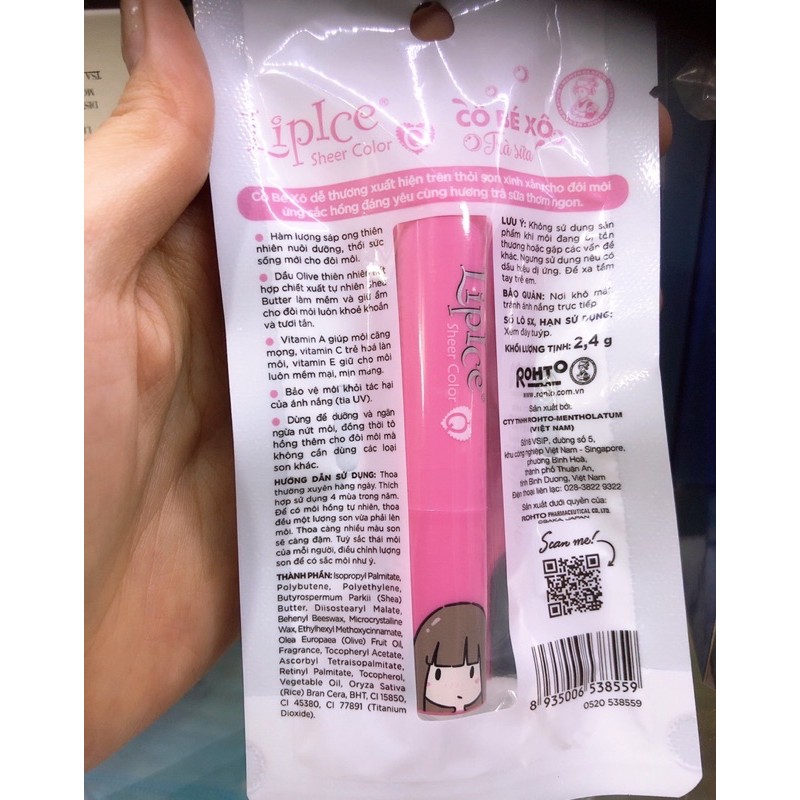 LipIce®
Sheer Color
CÔ BÉ XÔ
Trà sữa
Cô Bé Xô dễ thương xuất hiện trên thỏi son xinh xắn cho đôi môi
ửng sắc hồng đáng yêu cùng hương trà sữa thơm ngon.
Hàm lượng sáp ong thiên
nhiên nuôi dưỡng, thổi sức
sống mới cho đôi môi.
Dầu Olive thiên nhiên kết
hợp chiết xuất tự nhiên Shea
Butter làm mềm và giữ ẩm
cho đôi môi luôn khoẻ khoắn
và tươi tắn.
Vitamin A giúp môi căng
mọng, vitamin C trẻ hoá làn
môi, vitamin E giữ cho môi
luôn mềm mại, mịn màng.
Bảo vệ môi khỏi tác hại
của ánh nắng (tia UV).
Dùng để dưỡng và ngăn
ngừa nứt môi, đồng thời tô
hồng thêm cho đôi môi mà
không cần dùng các loại
son khác.
HƯỚNG DẪN SỬ DỤNG: Thoa
thường xuyên hàng ngày. Thích
hợp sử dụng 4 mùa trong năm.
Để có môi hồng tự nhiên, thoa
đều một lượng son vừa phải lên
môi. Thoa càng nhiều màu son
sẽ càng đậm. Tuỳ sắc thái môi
của mỗi người, điều chỉnh lượng
son để có sắc môi như ý.
THÀNH PHẦN: Isopropyl Palmitate,
Polybutene, Polyethylene,
Butyrospermum Parkii (Shea)
Butter, Diisostearyl Malate,
Behenyl Beeswax, Microcrystalline
Wax, Ethylhexyl Methoxycinnamate,
Olea Europaea (Olive) Fruit Oil,
Fragrance, Tocopheryl Acetate,
Ascorbyl Tetraisopalmitate,
Retinyl Palmitate, Tocopherol,
Vegetable Oil, Oryza Sativa
(Rice) Bran Cera, BHT, CI 15850,
CI 45380, CI 77891 (Titanium
Dioxide).
LipIce®
Sheer Color
LƯU Ý: Không sử dụng sản
phẩm khi môi đang bị tổn
thương hoặc gặp các vấn đề
khác. Ngưng sử dụng nếu có
dấu hiệu dị ứng. Để xa tầm
tay trẻ em.
BẢO QUẢN: Nơi khô mát
tránh ánh nắng trực tiếp
SỐ LÔ SX, HẠN SỬ DỤNG:
Xem đáy tuýp.
KHỐI LƯỢNG TỊNH: 2,4 g
ROHTO
www.rohto.com.vn
Sản xuất bởi:
CTY TNHH ROHTO-MENTHOLATUM
(VIỆT NAM)
Số 16 VSIP, đường số 5,
khu công nghiệp Việt Nam - Singapore,
phường Bình Hoà,
thành phố Thuận An,
tỉnh Bình Dương, Việt Nam
Điện thoại liên lạc: 028-3822 9322
Sản xuất dưới quyền của:
ROHTO PHARMACEUTICAL CO., LTD.
OSAKA, JAPAN
Scan me!
8 935006 538559
0520 538559